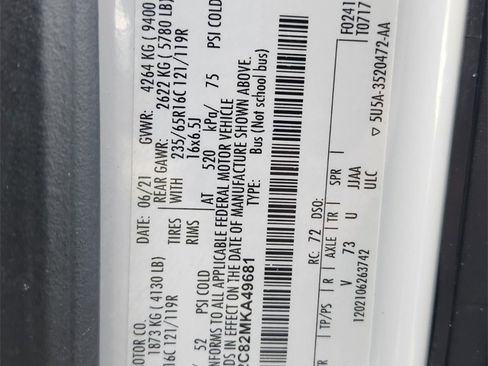 MOTOR CO.
DATE: 06/21
GVWR: 4264 KG ( 9400
1873 KG ( 4130 LB)
REAR GAWR: 2622 KG ( 5780 LB)
16C 121/119R
TIRES WITH 235/65R16C 121/119R
RIMS 16x6.5J
/ 52 PSI COLD
AT 520 kPa/ 75 PSI COLD
CONFORMS TO ALL APPLICABLE FEDERAL MOTOR VEHICLE
IN EFFECT ON THE DATE OF MANUFACTURE SHOWN ABOVE.
2C82MKA49681
TYPE: Bus (Not school bus)
F0241
T0717
RC: 72 DSO:
TP/PS R AXLE TR SPR
V 73 U JJAA
1202106263742 ULC
▽ 5U5A-3520472-AA